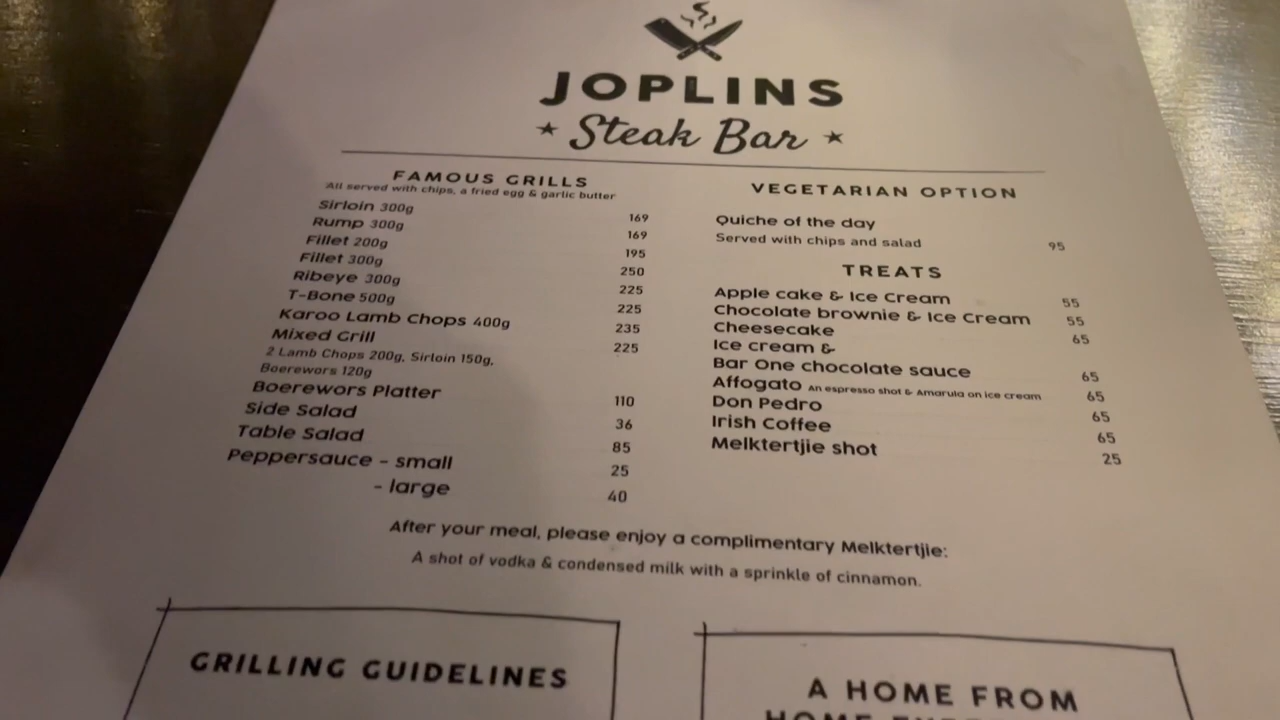 JOPLINS
Steak Bar
FAMOUS GRILLS
All served with chips, a fried egg & garlic butter
Sirloin 300g 169
Rump 300g 169
Fillet 200g 195
Fillet 300g 250
Ribeye 300g 225
T-Bone 500g 225
Karoo Lamb Chops 400g 235
Mixed Grill 225
2 Lamb Chops 200g, Sirloin 150g,
Boerewors 120g
Boerewors Platter 110
Side Salad 36
Table Salad 85
Peppersauce - small 25
- large 40
VEGETARIAN OPTION
Quiche of the day
Served with chips and salad 95
TREATS
Apple cake & Ice Cream 55
Chocolate brownie & Ice Cream 55
Cheesecake 65
Ice cream &
Bar One chocolate sauce 65
Affogato An espresso shot & Amarula on ice cream 65
Don Pedro 65
Irish Coffee 65
Melktertjie shot 25
After your meal, please enjoy a complimentary Melktertjie:
A shot of vodka & condensed milk with a sprinkle of cinnamon.
GRILLING GUIDELINES
A HOME FROM
HOME